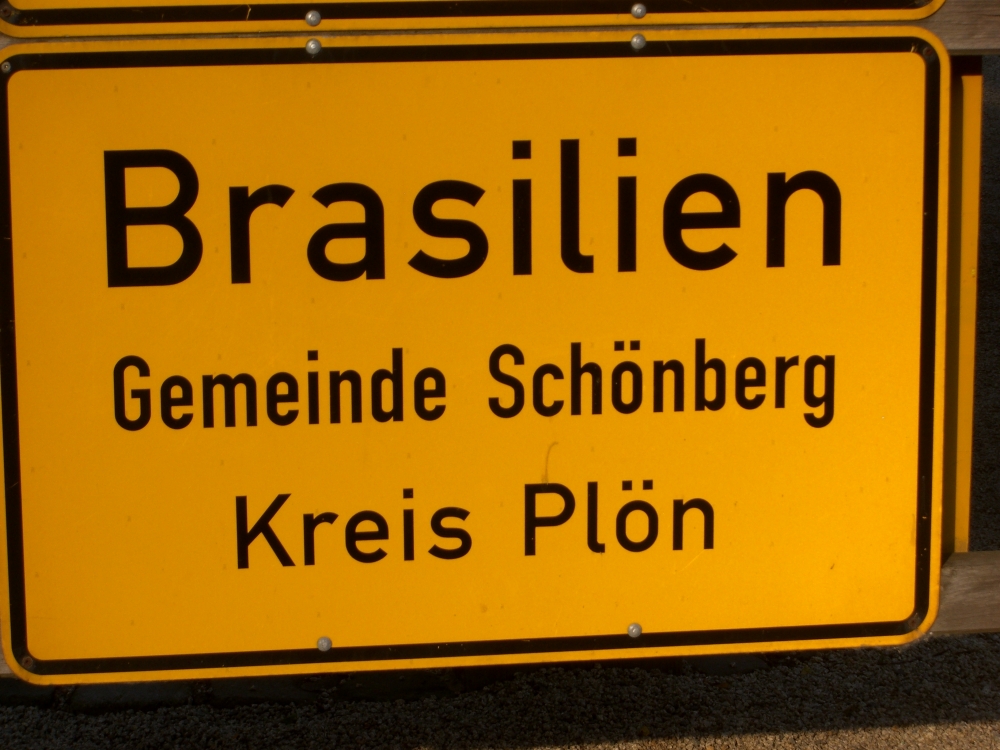 Brasilien
Gemeinde Schönberg
Kreis Plön